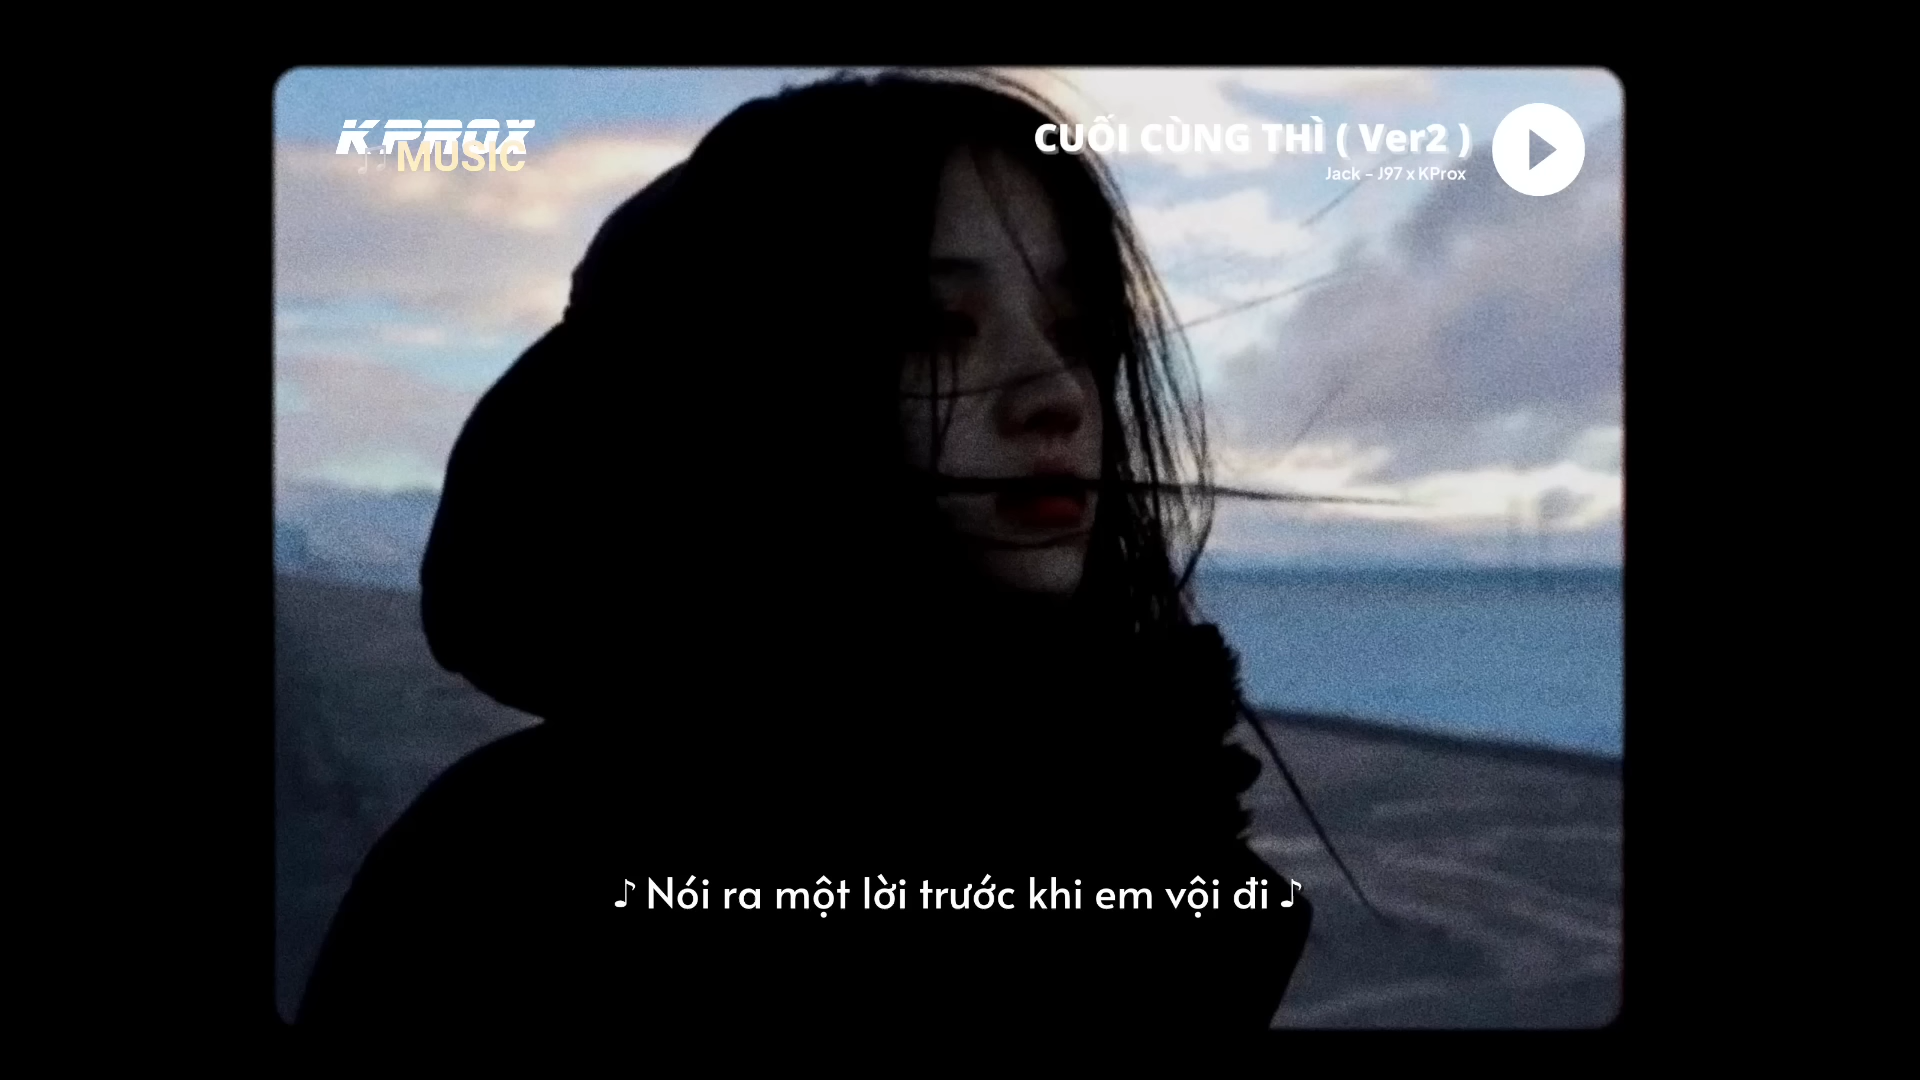 KPROX
♪♪ MUSIC
CUỐI CÙNG THÌ ( Ver2 )
Jack - J97 x KProx
♪ Nói ra một lời trước khi em vội đi ♪